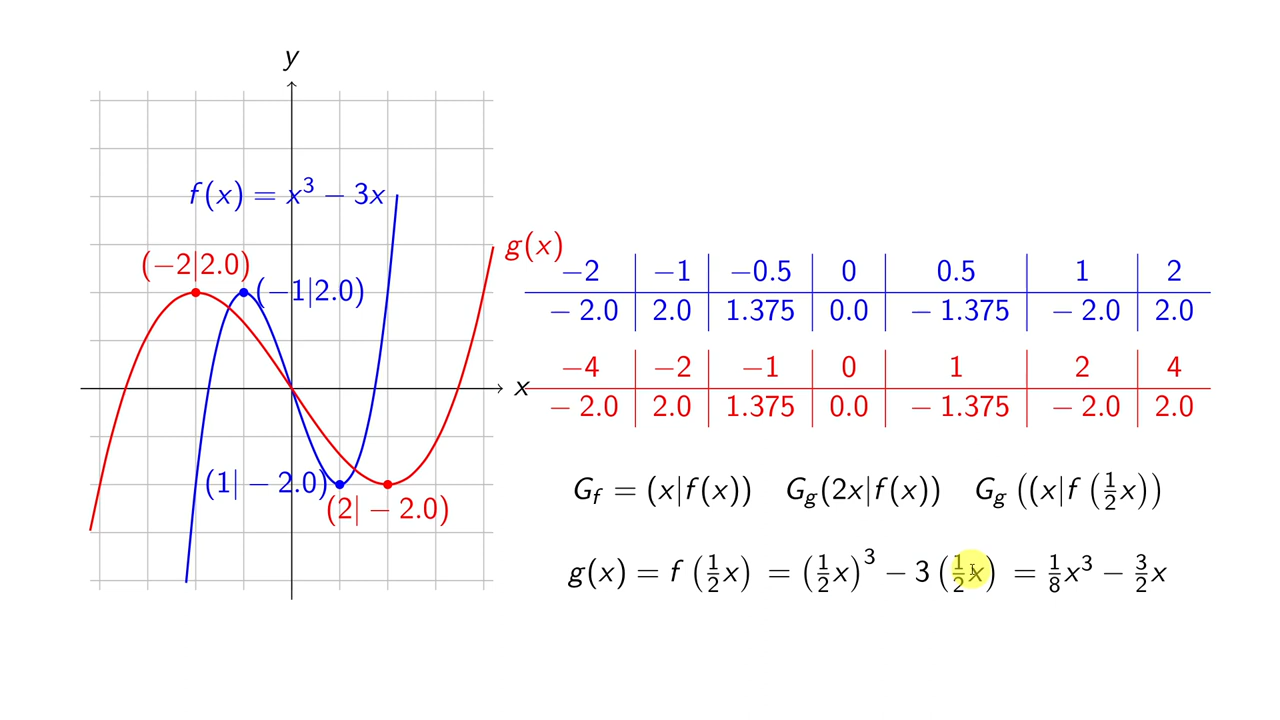 y
f(x) = x³ − 3x
(−2|2.0)
(−1|2.0)
g(x)
x
(1| − 2.0)
(2| − 2.0)
−2 −1 −0.5 0 0.5 1 2
− 2.0 2.0 1.375 0.0 − 1.375 − 2.0 2.0
−4 −2 −1 0 1 2 4
− 2.0 2.0 1.375 0.0 − 1.375 − 2.0 2.0
G_f = (x|f(x)) G_g(2x|f(x)) G_g ((x|f (½x))
g(x) = f (½x) = (½x)³ − 3 (½x) = ⅛x³ − 3/2x